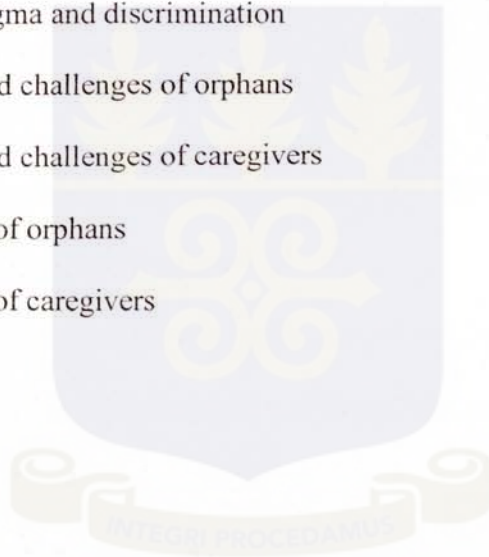 gma and discrimination
d challenges of orphans
d challenges of caregivers
of orphans
of caregivers
INTEGRI PROCEDAMUS